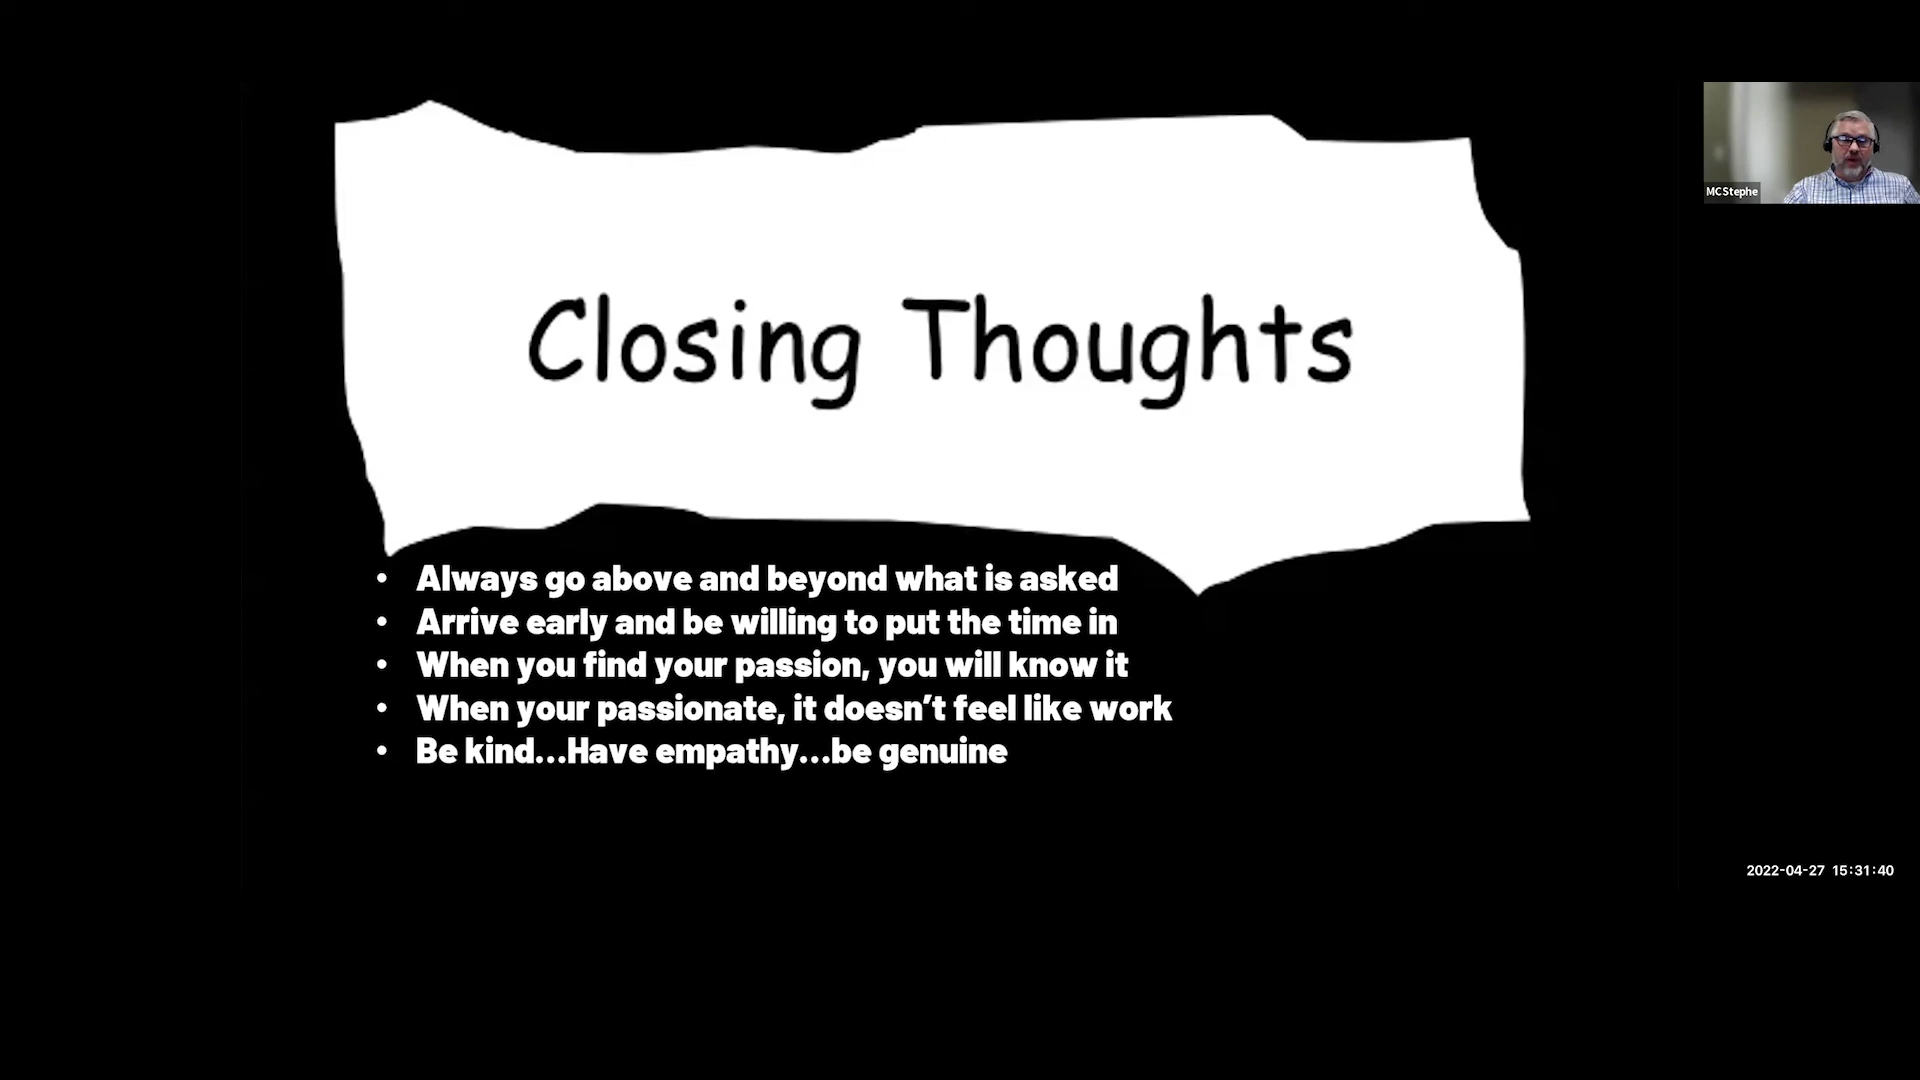 Closing Thoughts
MCStephe
• Always go above and beyond what is asked
• Arrive early and be willing to put the time in
• When you find your passion, you will know it
• When your passionate, it doesn’t feel like work
• Be kind...Have empathy...be genuine
2022-04-27 15:31:40